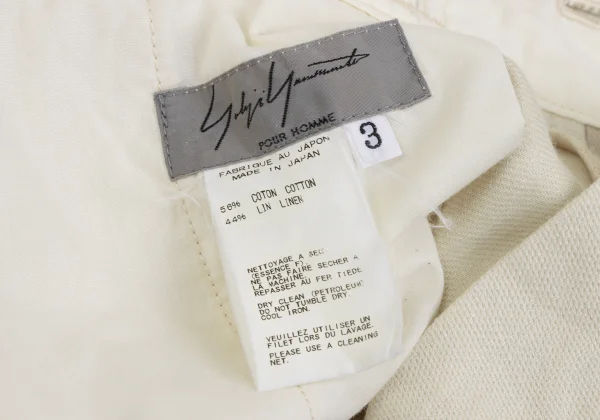 Yohji Yamamoto
POUR HOMME
3
FABRIQUE AU JAPON
MADE IN JAPAN
56% COTON COTTON
44% LIN LINEN
NETTOYAGE A SEC
(ESSENCE F).
NE PAS FAIRE SECHER A
LA MACHINE.
REPASSER AU FER TIEDE
DRY CLEAN (PETROLEUM)
DO NOT TUMBLE DRY.
COOL IRON.
VEUILLEZ UTILISER UN
FILET LORS DU LAVAGE.
PLEASE USE A CLEANING
NET.